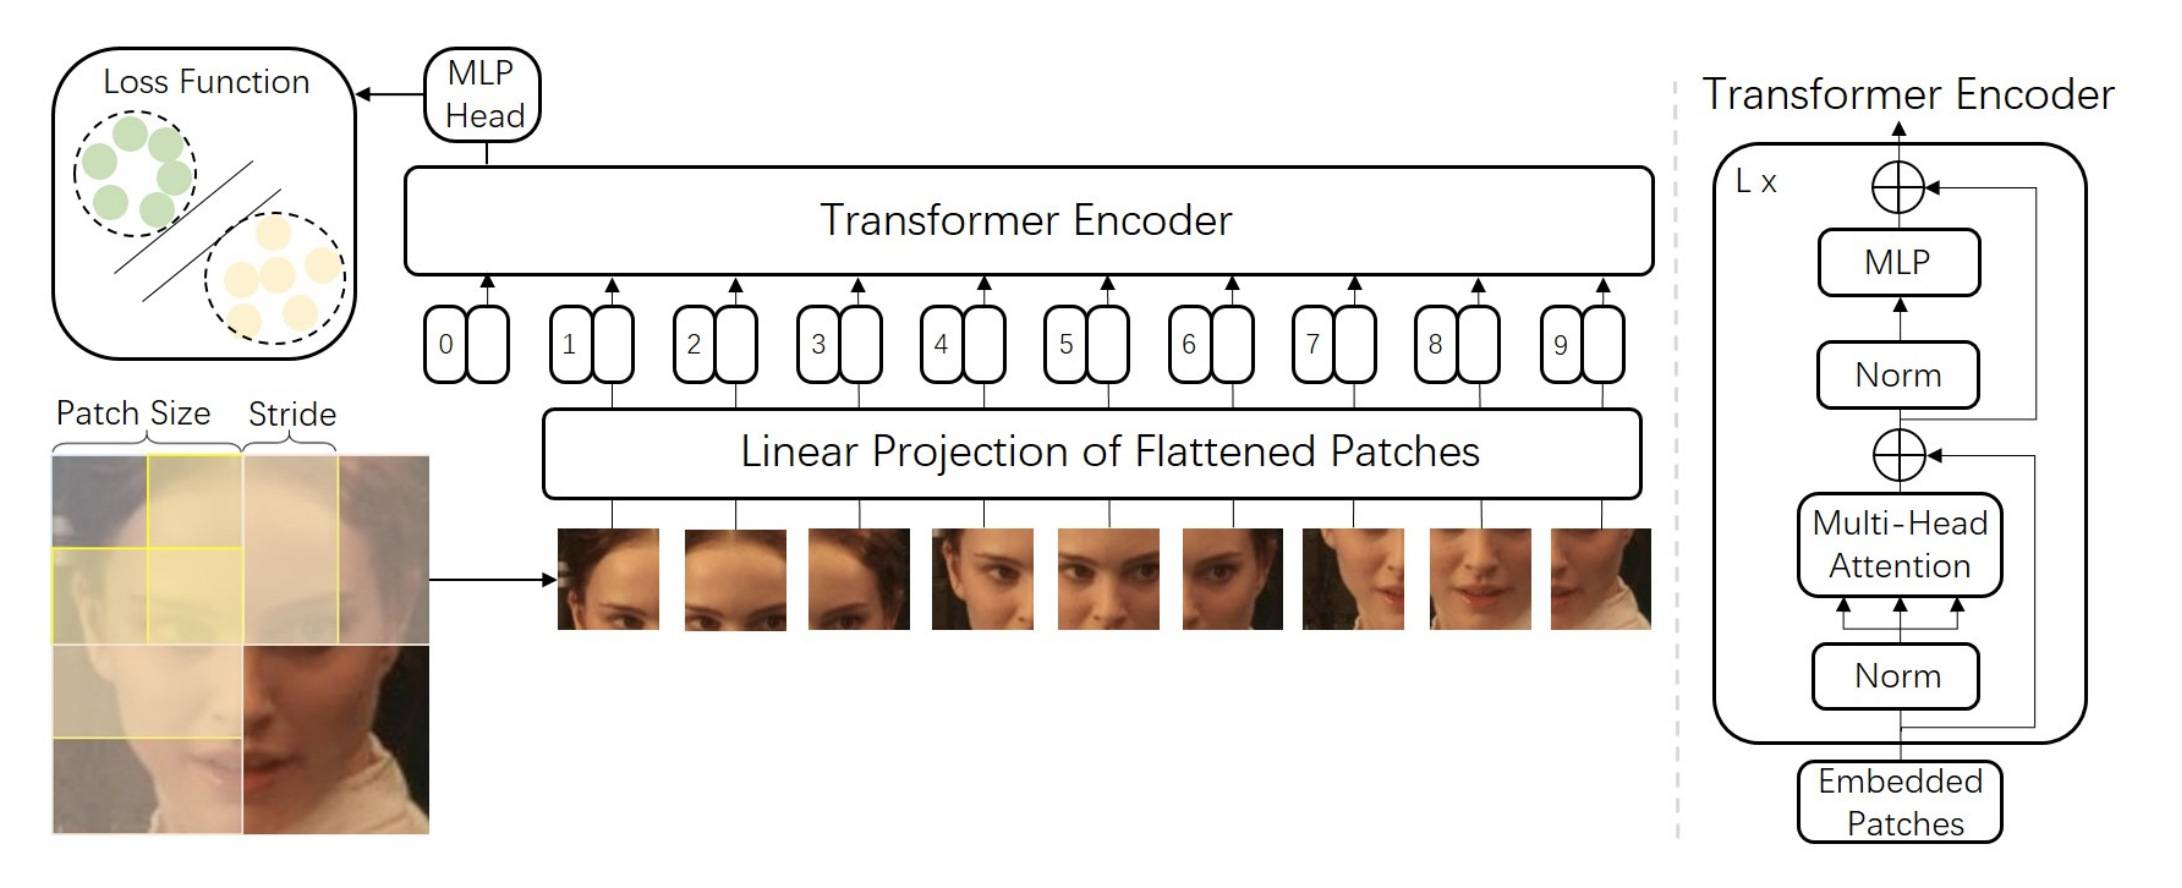 Loss Function
MLP
Head
Transformer Encoder
0 1 2 3 4 5 6 7 8 9
Patch Size Stride
Linear Projection of Flattened Patches
Transformer Encoder
L x
MLP
Norm
Multi-Head
Attention
Norm
Embedded
Patches